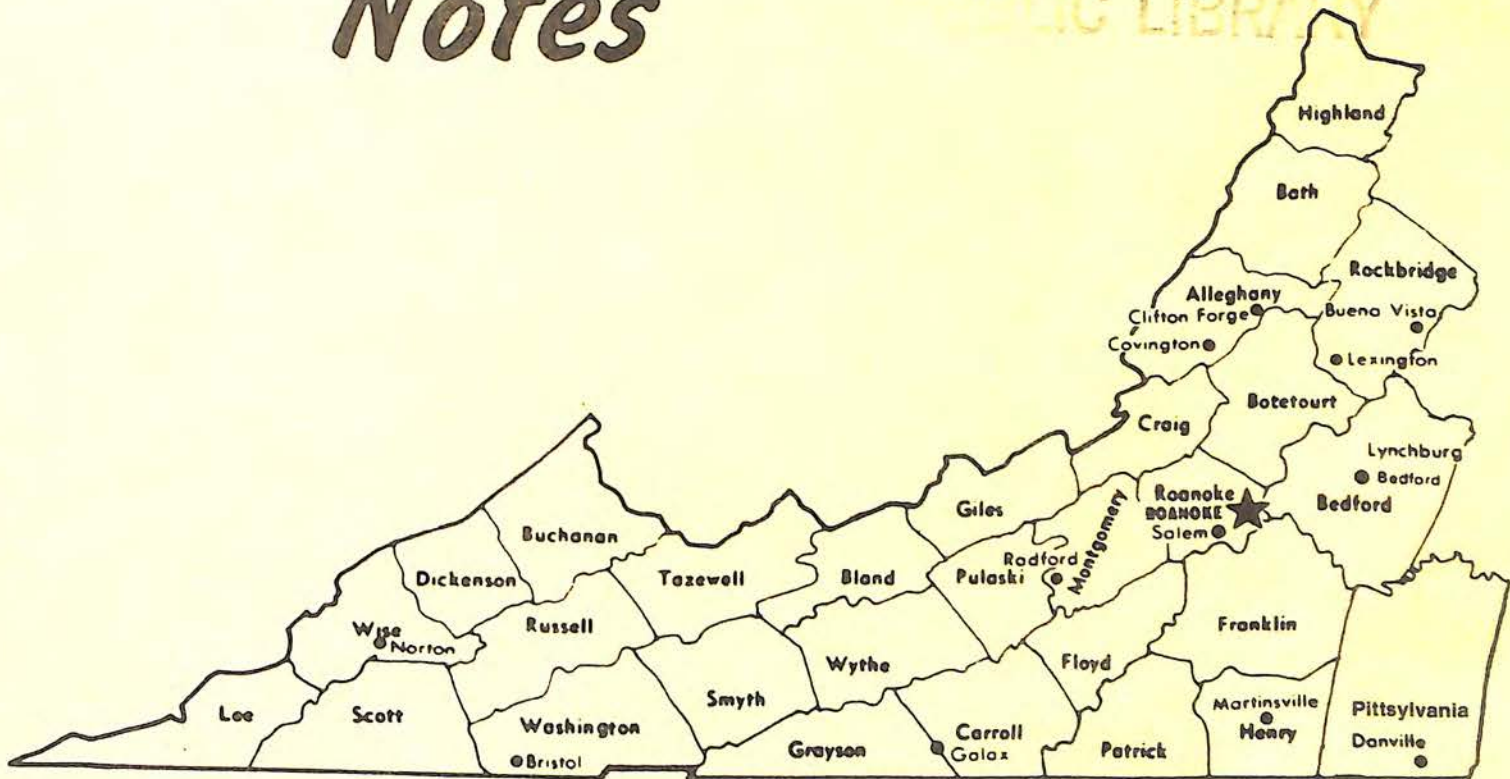 Notes
LIC LIBRARY
Highland
Bath
Rockbridge
Alleghany
Clifton Forge
Buena Vista
Covington
Lexington
Botetourt
Craig
Lynchburg
Bedford
Bedford
Giles
Roanoke
ROANOKE
Salem
Montgomery
Radford
Pulaski
Buchanan
Dickenson
Tazewell
Bland
Wise
Norton
Russell
Franklin
Floyd
Wythe
Smyth
Lee
Scott
Washington
Bristol
Grayson
Carroll
Galax
Patrick
Martinsville
Henry
Pittsylvania
Danville